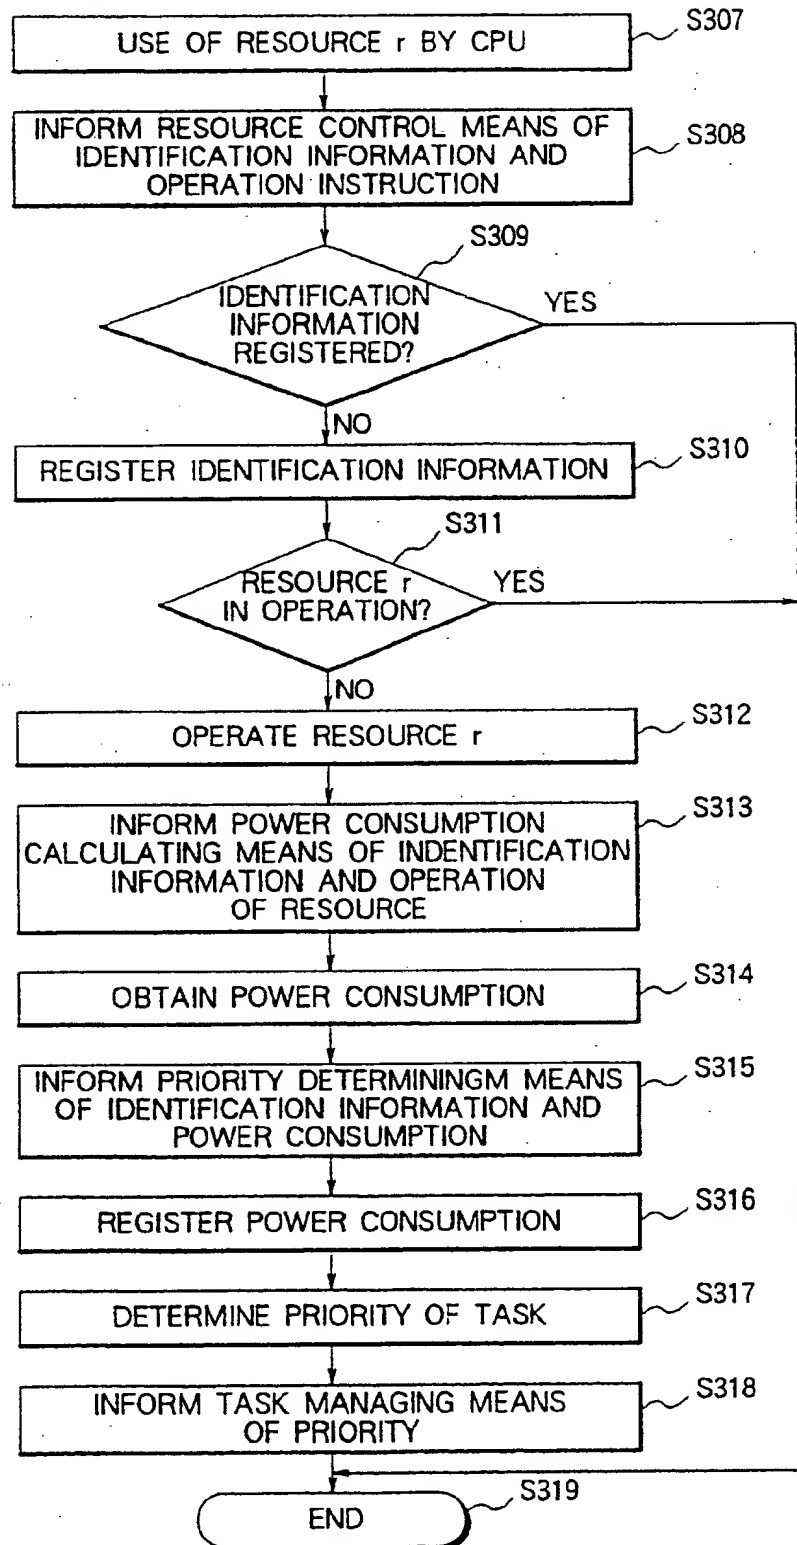 S307
USE OF RESOURCE r BY CPU
S308
INFORM RESOURCE CONTROL MEANS OF
IDENTIFICATION INFORMATION AND
OPERATION INSTRUCTION
S309
IDENTIFICATION
INFORMATION
REGISTERED?
YES
NO
S310
REGISTER IDENTIFICATION INFORMATION
S311
RESOURCE r
IN OPERATION?
YES
NO
S312
OPERATE RESOURCE r
S313
INFORM POWER CONSUMPTION
CALCULATING MEANS OF INDENTIFICATION
INFORMATION AND OPERATION
OF RESOURCE
S314
OBTAIN POWER CONSUMPTION
S315
INFORM PRIORITY DETERMININGM MEANS
OF IDENTIFICATION INFORMATION AND
POWER CONSUMPTION
S316
REGISTER POWER CONSUMPTION
S317
DETERMINE PRIORITY OF TASK
S318
INFORM TASK MANAGING MEANS
OF PRIORITY
S319
END